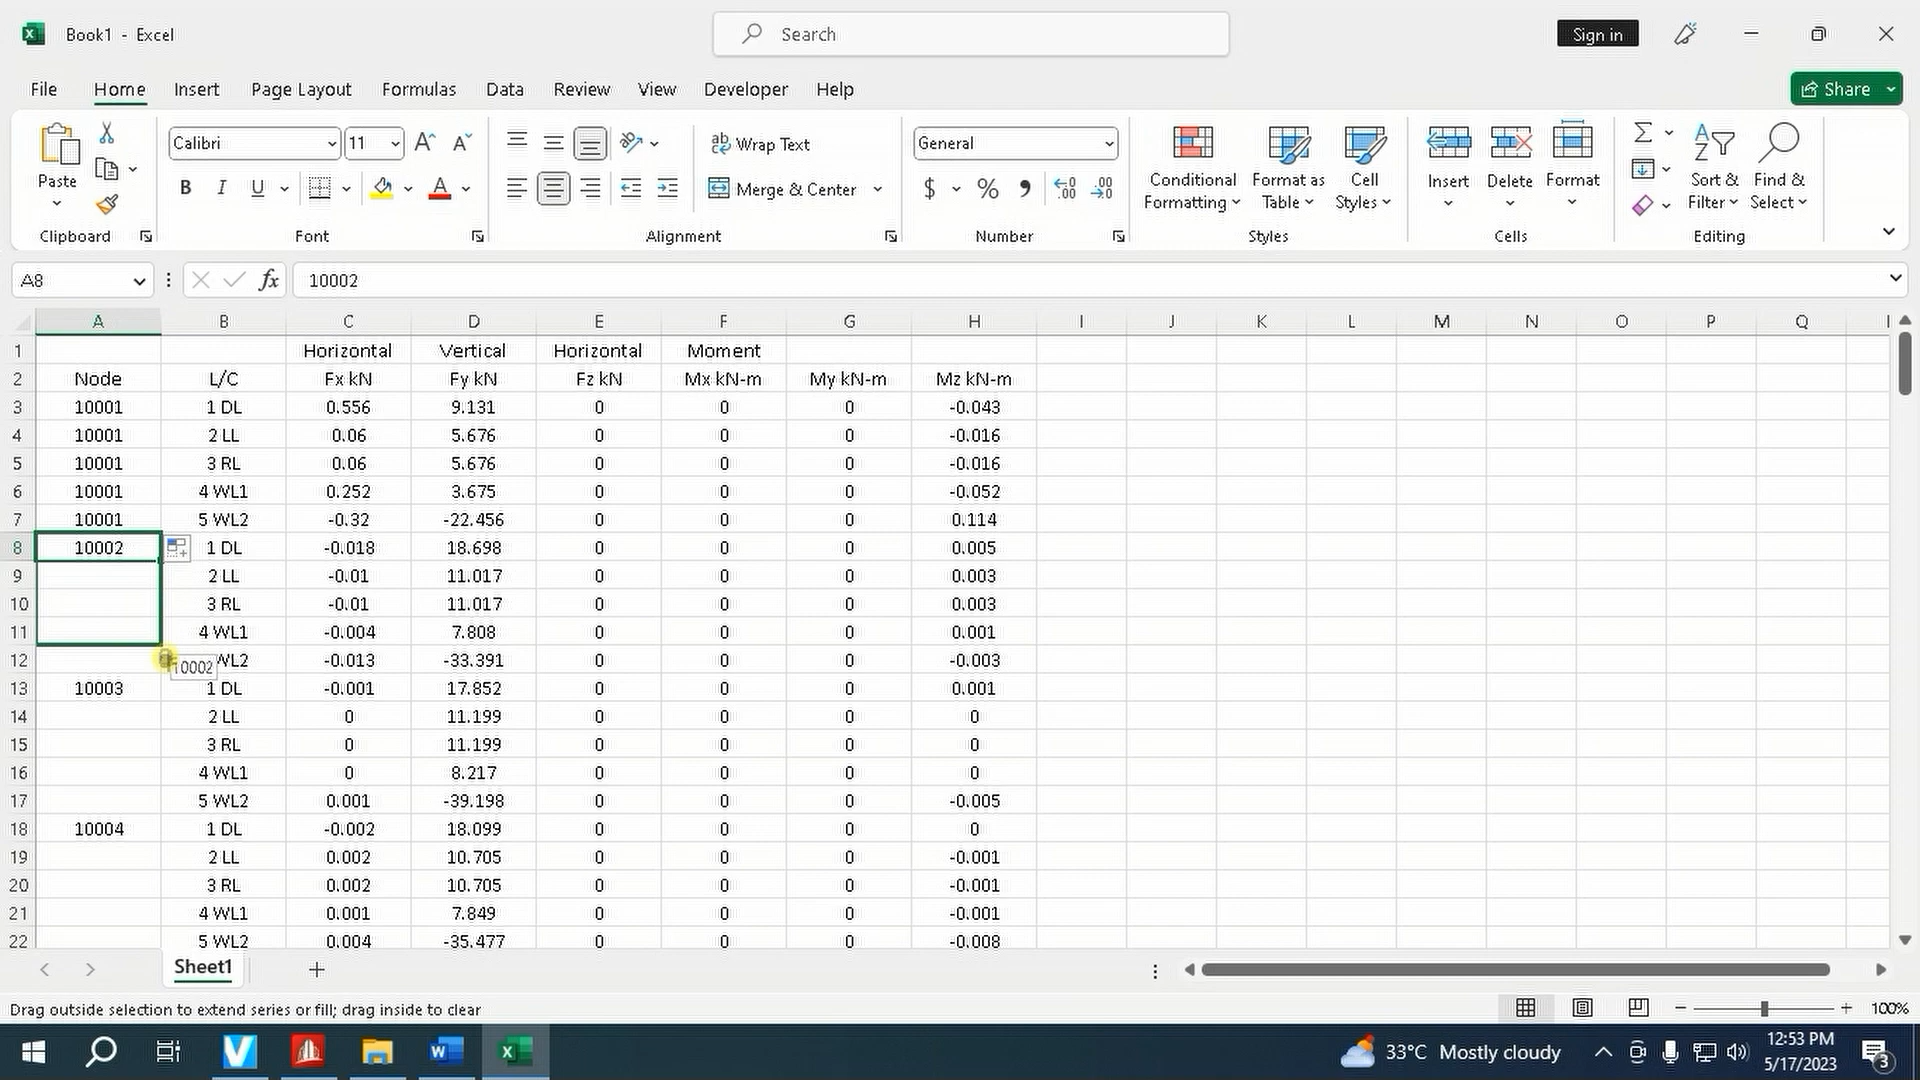 Book1 - Excel
Search
Sign in
File Home Insert Page Layout Formulas Data Review View Developer Help
Share
Paste
Clipboard
Calibri 11
B I U
Font
Wrap Text
Merge & Center
Alignment
General
$ %
Number
Conditional Formatting
Format as Table
Cell Styles
Styles
Insert Delete Format
Cells
Sort & Filter
Find & Select
Editing
A8 fx 10002
A B C D E F G H I J K L M N O P Q
1 Horizontal Vertical Horizontal Moment
2 Node L/C Fx kN Fy kN Fz kN Mx kN-m My kN-m Mz kN-m
3 10001 1 DL 0.556 9.131 0 0 0 -0.043
4 10001 2 LL 0.06 5.676 0 0 0 -0.016
5 10001 3 RL 0.06 5.676 0 0 0 -0.016
6 10001 4 WL1 0.252 3.675 0 0 0 -0.052
7 10001 5 WL2 -0.32 -22.456 0 0 0 0.114
8 10002 1 DL -0.018 18.698 0 0 0 0.005
9 2 LL -0.01 11.017 0 0 0 0.003
10 3 RL -0.01 11.017 0 0 0 0.003
11 4 WL1 -0.004 7.808 0 0 0 0.001
12 WL2 -0.013 -33.391 0 0 0 -0.003
10002
13 10003 1 DL -0.001 17.852 0 0 0 0.001
14 2 LL 0 11.199 0 0 0 0
15 3 RL 0 11.199 0 0 0 0
16 4 WL1 0 8.217 0 0 0 0
17 5 WL2 0.001 -39.198 0 0 0 -0.005
18 10004 1 DL -0.002 18.099 0 0 0 0
19 2 LL 0.002 10.705 0 0 0 -0.001
20 3 RL 0.002 10.705 0 0 0 -0.001
21 4 WL1 0.001 7.849 0 0 0 -0.001
22 5 WL2 0.004 -35.477 0 0 0 -0.008
Sheet1
Drag outside selection to extend series or fill; drag inside to clear
100%
33°C Mostly cloudy
12:53 PM
5/17/2023
3